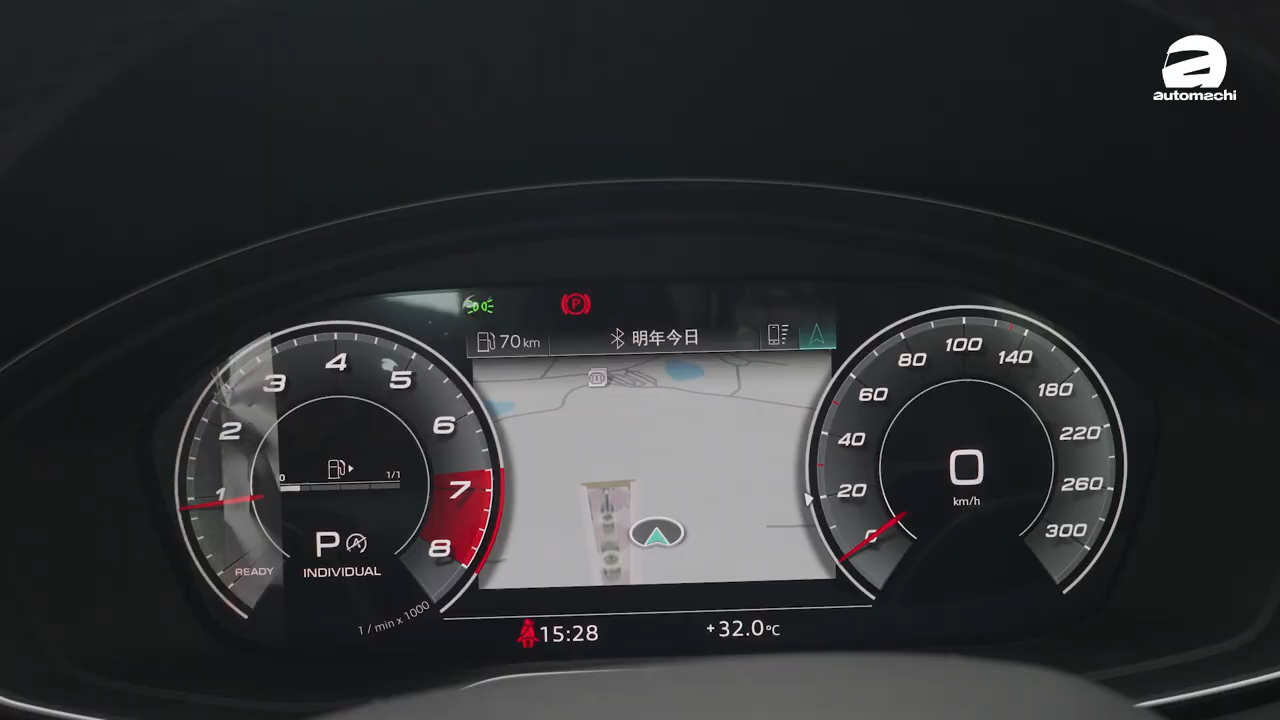 automachi
P
70 km
明年今日
1
2
3
4
5
6
7
8
0
1/1
P
READY
INDIVIDUAL
1 / min x 1000
0
20
40
60
80
100
140
180
220
260
300
0
km/h
15:28
+32.0°C